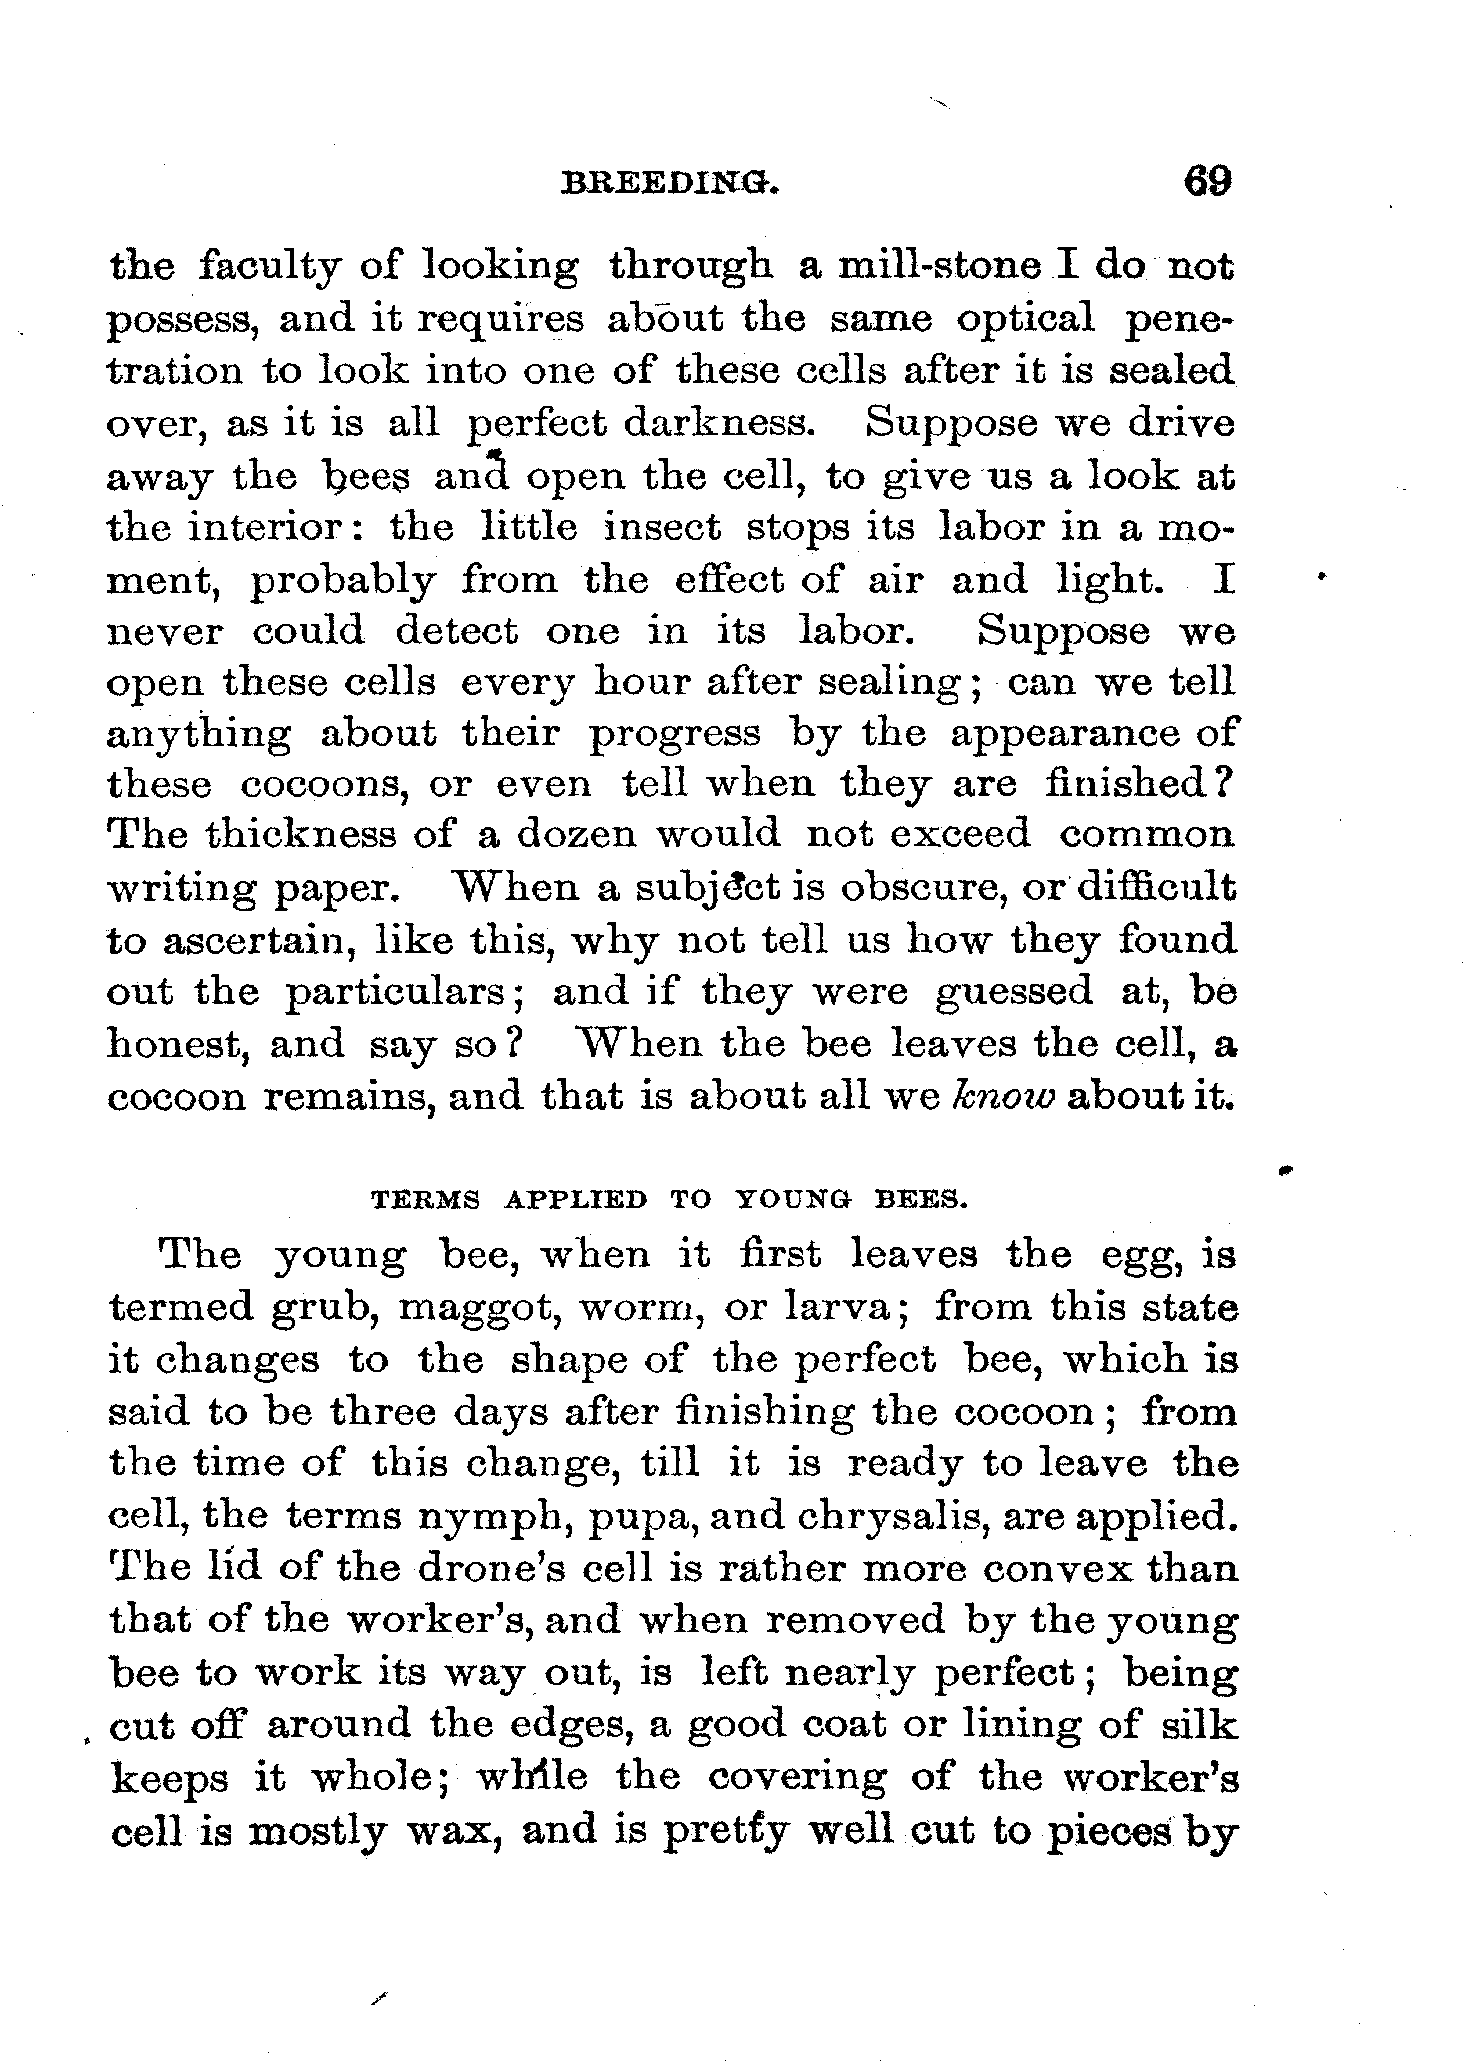 BREEDING. 69
the faculty of looking through a mill-stone I do not
possess, and it requires about the same optical pene-
tration to look into one of these cells after it is sealed
over, as it is all perfect darkness. Suppose we drive
away the bees and open the cell, to give us a look at
the interior: the little insect stops its labor in a mo-
ment, probably from the effect of air and light. I
never could detect one in its labor. Suppose we
open these cells every hour after sealing; can we tell
anything about their progress by the appearance of
these cocoons, or even tell when they are finished?
The thickness of a dozen would not exceed common
writing paper. When a subject is obscure, or difficult
to ascertain, like this, why not tell us how they found
out the particulars; and if they were guessed at, be
honest, and say so? When the bee leaves the cell, a
cocoon remains, and that is about all we know about it.
TERMS APPLIED TO YOUNG BEES.
The young bee, when it first leaves the egg, is
termed grub, maggot, worm, or larva; from this state
it changes to the shape of the perfect bee, which is
said to be three days after finishing the cocoon; from
the time of this change, till it is ready to leave the
cell, the terms nymph, pupa, and chrysalis, are applied.
The lid of the drone's cell is rather more convex than
that of the worker's, and when removed by the young
bee to work its way out, is left nearly perfect; being
cut off around the edges, a good coat or lining of silk
keeps it whole; while the covering of the worker's
cell is mostly wax, and is pretty well cut to pieces by